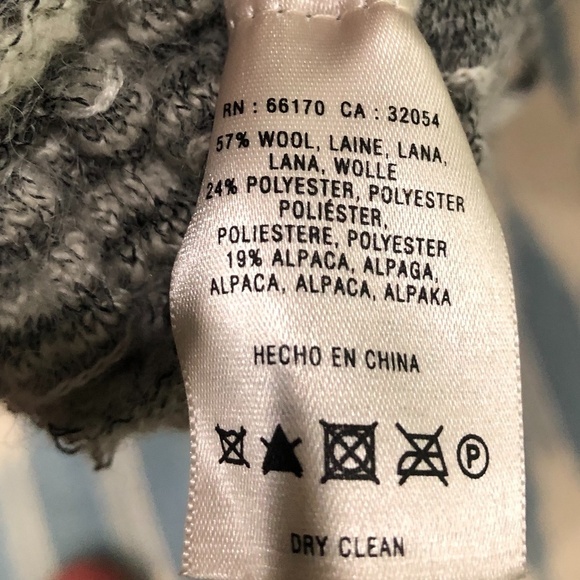 RN : 66170 CA : 32054
57% WOOL, LAINE, LANA,
LANA, WOLLE
24% POLYESTER, POLYESTER
POLIÉSTER,
POLIESTERE, POLYESTER
19% ALPACA, ALPAGA,
ALPACA, ALPACA, ALPAKA
HECHO EN CHINA
P
DRY CLEAN